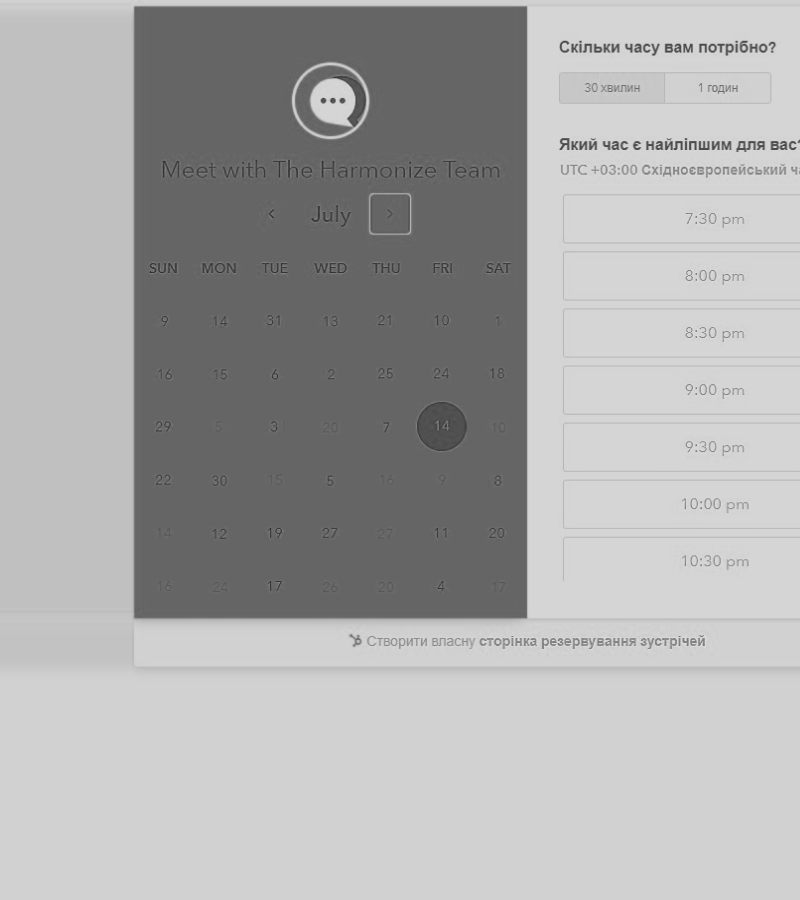 Meet with The Harmonize Team
July
SUN MON TUE WED THU FRI SAT
9 14 31 13 21 10 1
16 15 6 2 25 24 18
29 5 3 20 7 14 10
22 30 15 5 16 9 8
14 12 19 27 27 11 20
16 24 17 26 20 4 17
Скільки часу вам потрібно?
30 хвилин 1 годин
Який час є найліпшим для вас?
UTC +03:00 Східноєвропейський
7:30 pm
8:00 pm
8:30 pm
9:00 pm
9:30 pm
10:00 pm
10:30 pm
Створити власну сторінка резервування зустрічей